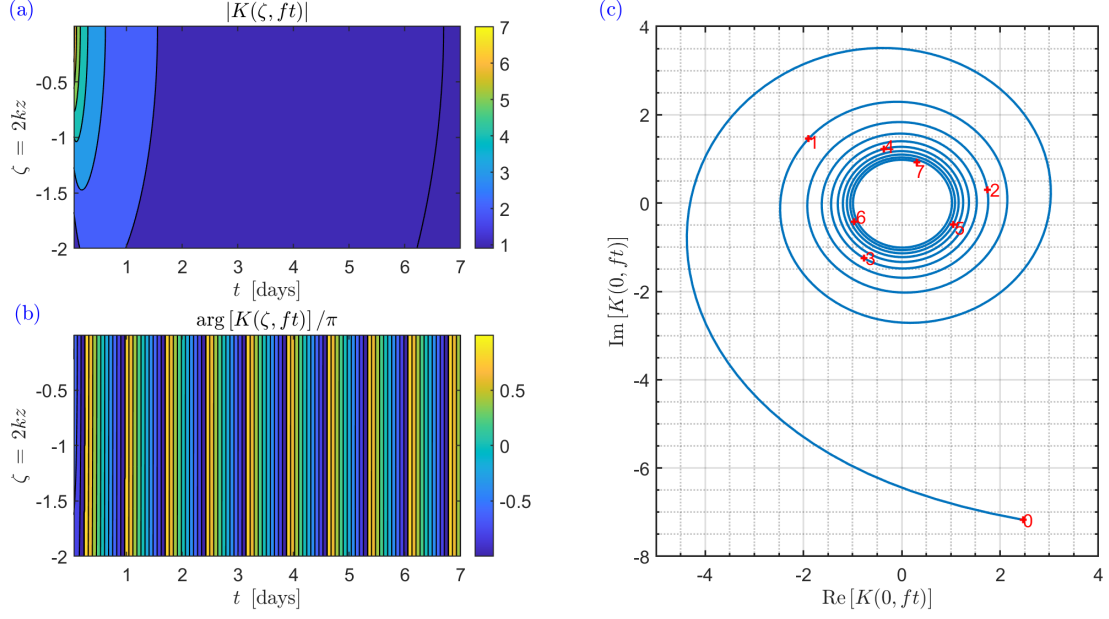 (a)
|K(ζ, ft)|
ζ = 2kz
-0.5
-1
-1.5
-2
1 2 3 4 5 6 7
t [days]
7
6
5
4
3
2
1
(b)
arg [K(ζ, ft)] /π
ζ = 2kz
-0.5
-1
-1.5
-2
1 2 3 4 5 6 7
t [days]
0.5
0
-0.5
(c)
Im [K(0, ft)]
4
2
0
-2
-4
-6
-8
-4 -2 0 2 4
Re [K(0, ft)]
1
4
7
2
6
5
3
0